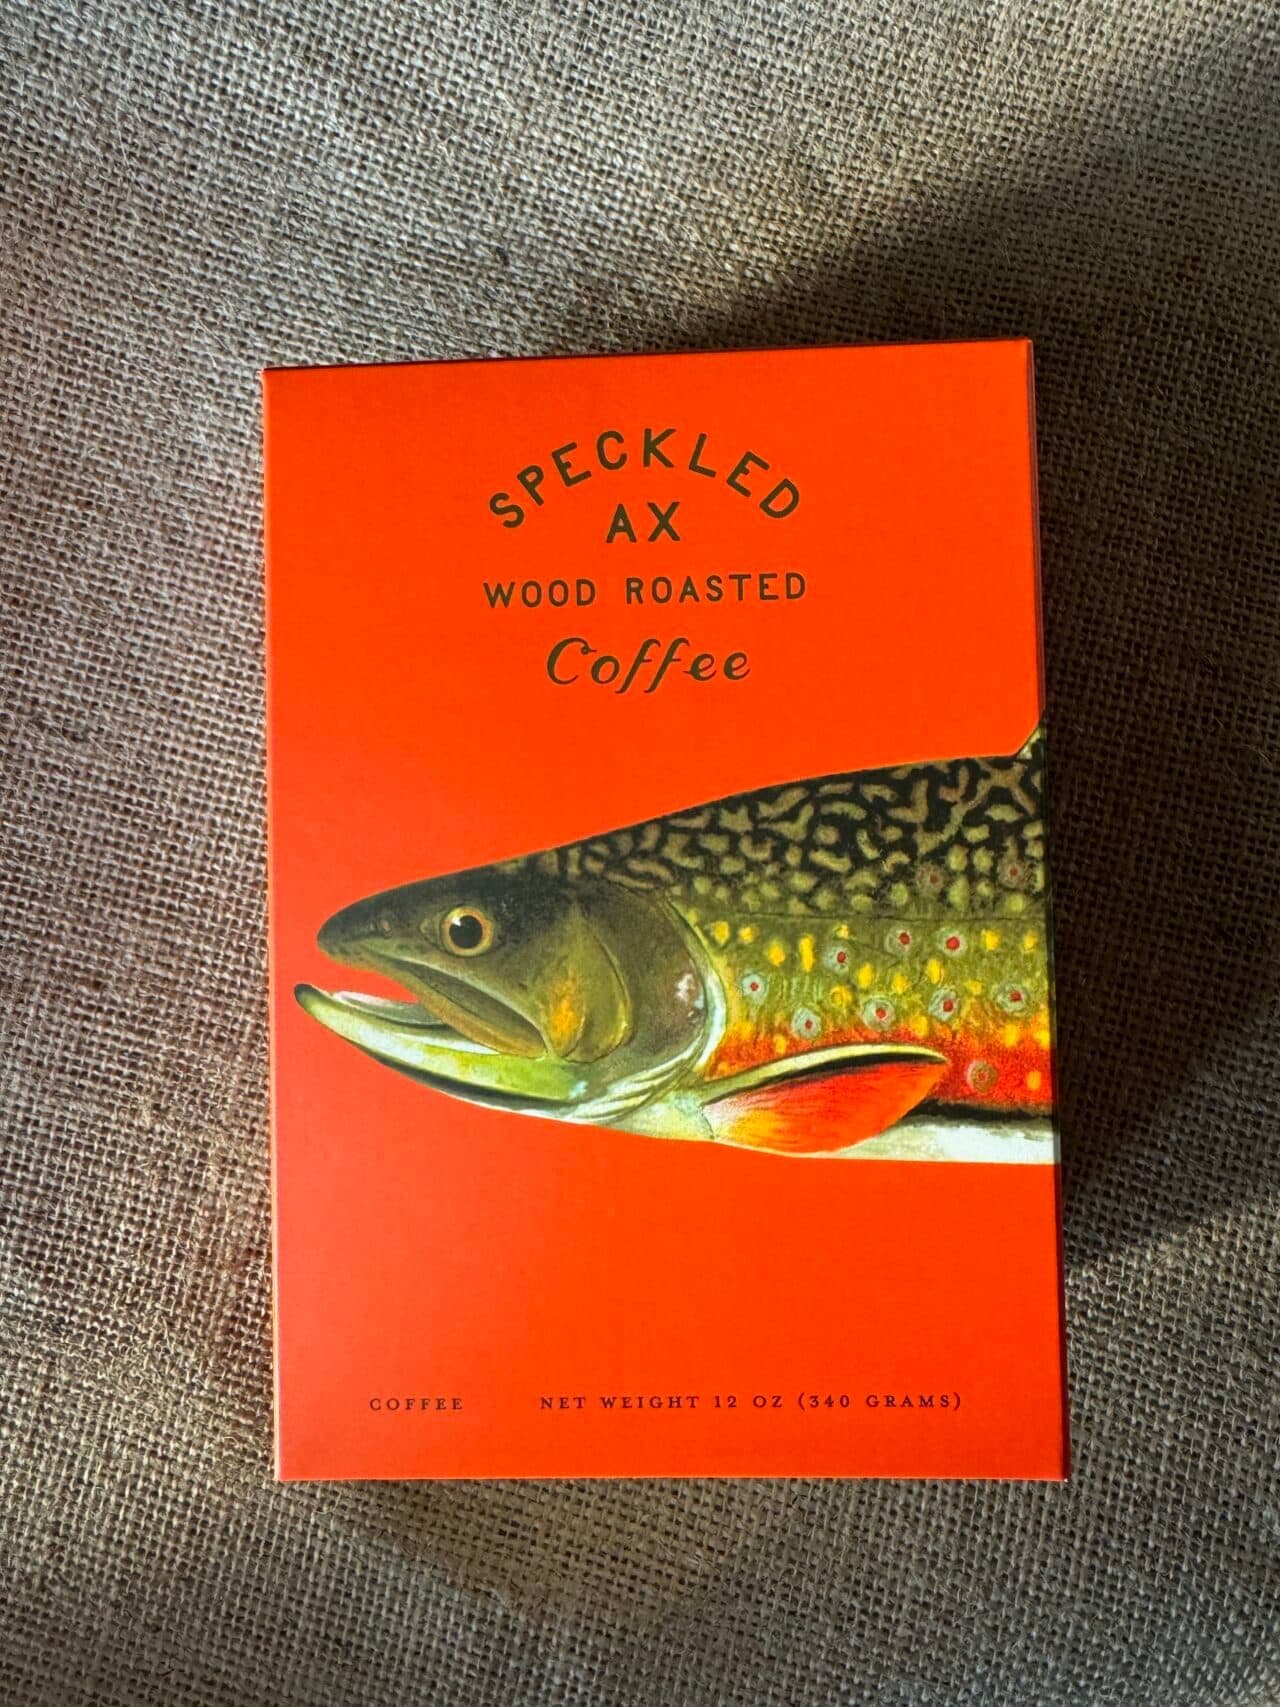 SPECKLED
AX
WOOD ROASTED
Coffee
COFFEE NET WEIGHT 12 OZ (340 GRAMS)